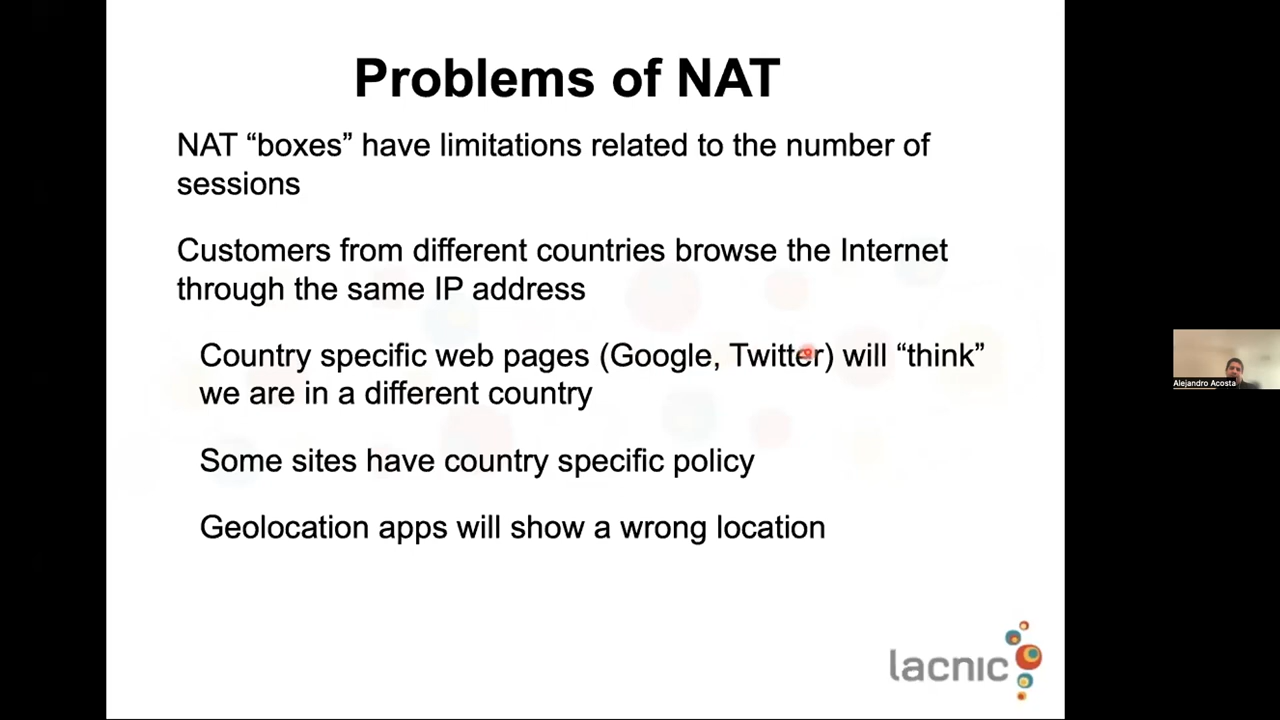 Problems of NAT
NAT “boxes” have limitations related to the number of
sessions
Customers from different countries browse the Internet
through the same IP address
Country specific web pages (Google, Twitter) will “think”
we are in a different country
Some sites have country specific policy
Geolocation apps will show a wrong location
lacnic
Alejandro Acosta